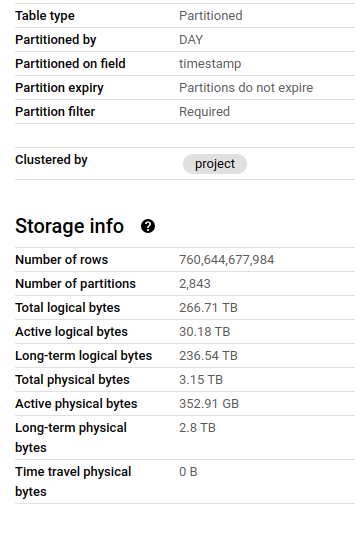 Table type Partitioned
Partitioned by DAY
Partitioned on field timestamp
Partition expiry Partitions do not expire
Partition filter Required
Clustered by project
Storage info ?
Number of rows 760,644,677,984
Number of partitions 2,843
Total logical bytes 266.71 TB
Active logical bytes 30.18 TB
Long-term logical bytes 236.54 TB
Total physical bytes 3.15 TB
Active physical bytes 352.91 GB
Long-term physical 2.8 TB
bytes
Time travel physical 0 B
bytes